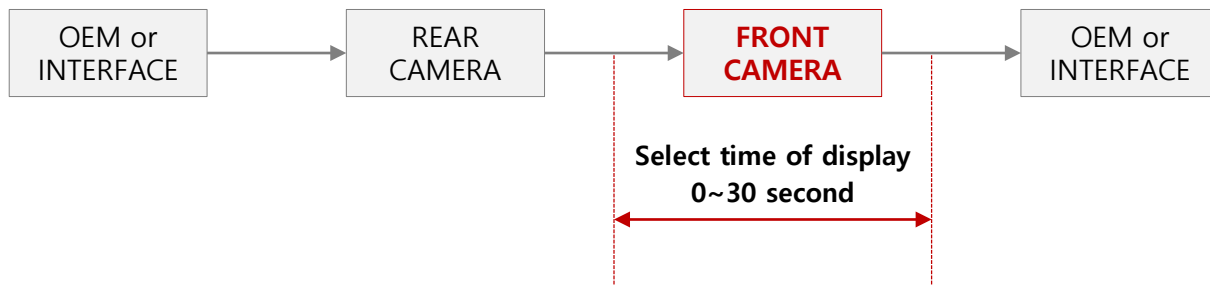 OEM or
INTERFACE
REAR
CAMERA
FRONT
CAMERA
OEM or
INTERFACE
Select time of display
0~30 second